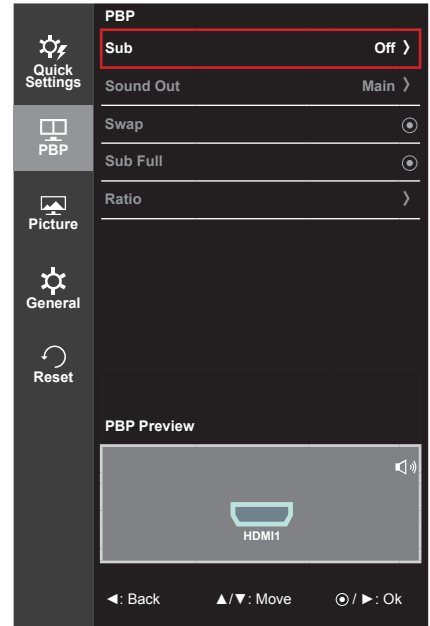 PBP
Quick
Settings
PBP
Picture
General
Reset
Sub Off 〉
Sound Out Main 〉
Swap
Sub Full
Ratio 〉
PBP Preview
HDMI1
◄: Back ▲/▼: Move ⦿ / ►: Ok